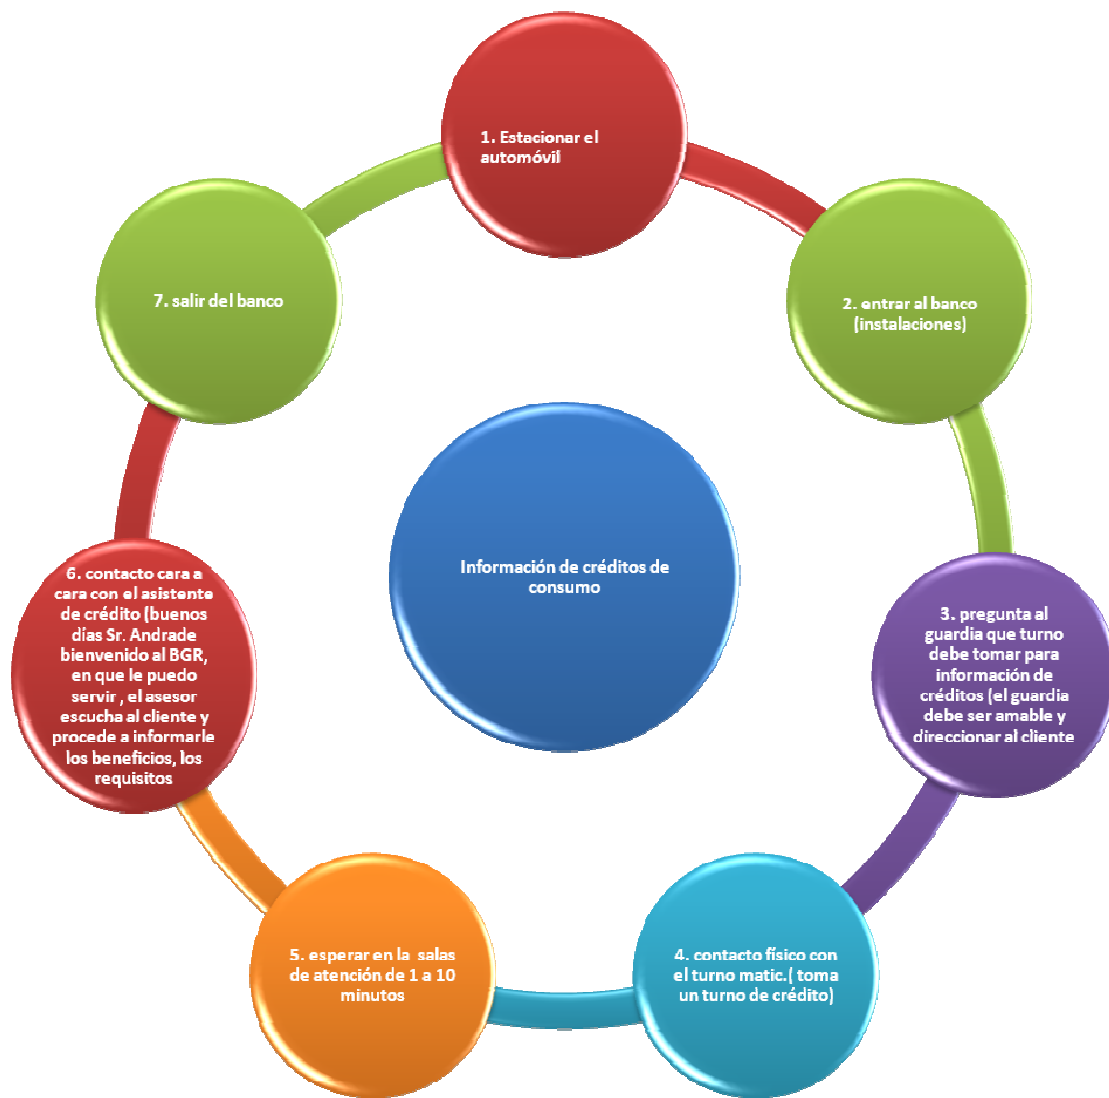 1. Estacionar el
automóvil
2. entrar al banco
(instalaciones)
3. pregunta al
guardia que turno
debe tomar para
información de
créditos (el guardia
debe ser amable y
direccionar al cliente
4. contacto físico con
el turno matic.( toma
un turno de crédito)
5. esperar en la salas
de atención de 1 a 10
minutos
6. contacto cara a
cara con el asistente
de crédito (buenos
días Sr. Andrade
bienvenido al BGR,
en que le puedo
servir , el asesor
escucha al cliente y
procede a informarle
los beneficios, los
requisitos
7. salir del banco
Información de créditos de
consumo